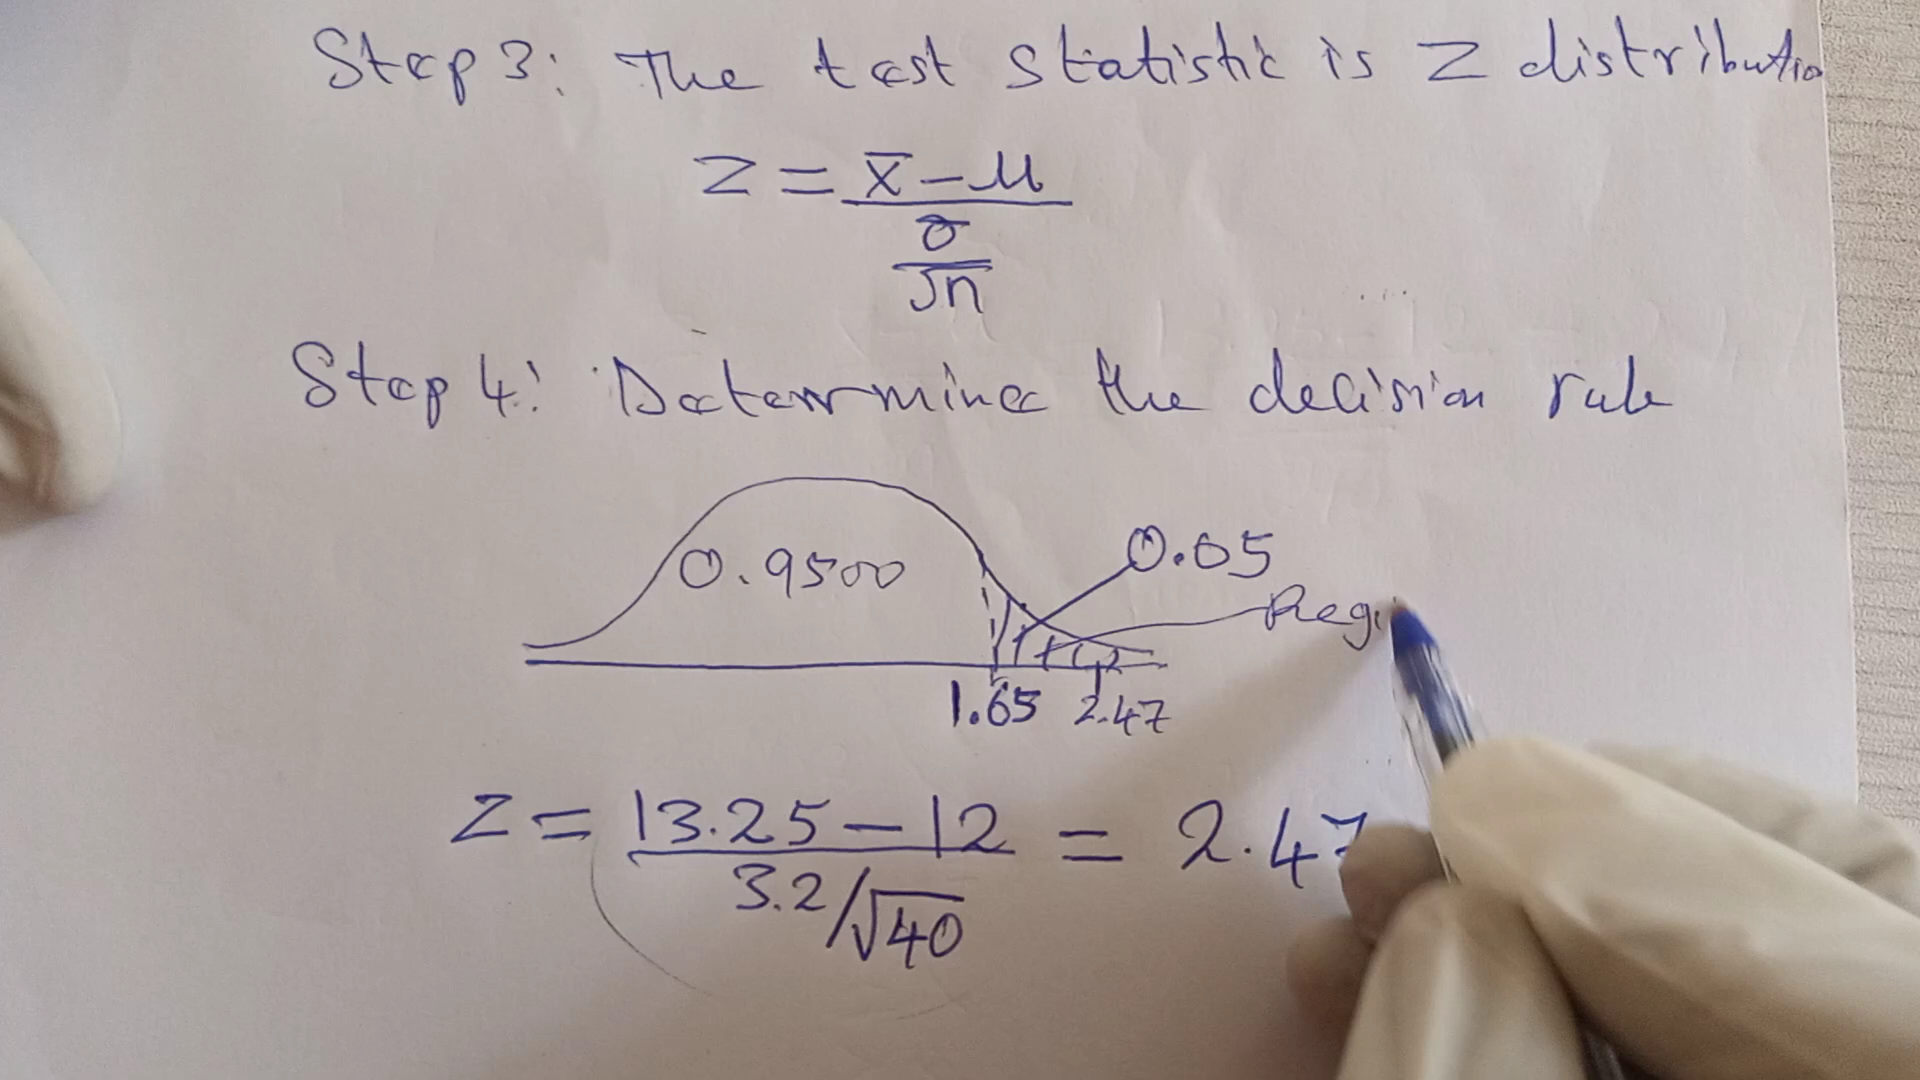 Step 3: The test statistic is Z distributio
Z = x̄ - μ
σ
√n
Step 4: Determine the decision rule
0.9500
0.05
Regi
1.65 2.47
Z = 13.25 - 12 = 2.47
3.2/√40